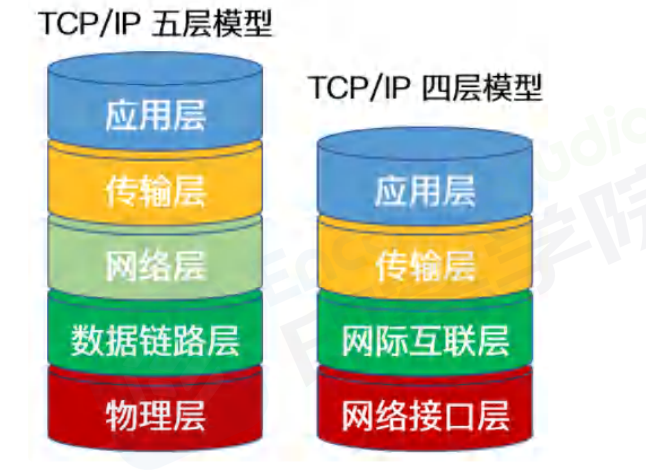 TCP/IP 五层模型
应用层
传输层
网络层
数据链路层
物理层
TCP/IP 四层模型
应用层
传输层
网际互联层
网络接口层